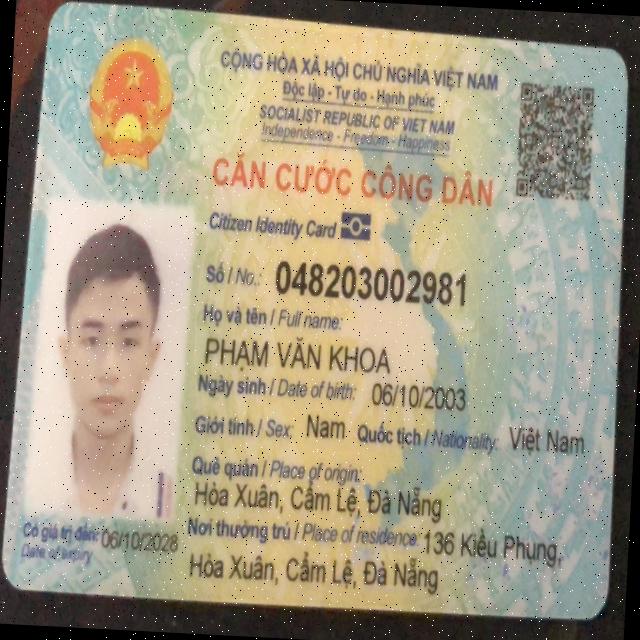 CỘNG HÒA XÃ HỘI CHỦ NGHĨA VIỆT NAM
Độc lập - Tự do - Hạnh phúc
SOCIALIST REPUBLIC OF VIET NAM
Independence - Freedom - Happiness
CĂN CƯỚC CÔNG DÂN
Citizen Identity Card
Số / No.: 048203002981
Họ và tên / Full name:
PHẠM VĂN KHOA
Ngày sinh / Date of birth: 06/10/2003
Giới tính / Sex: Nam Quốc tịch / Nationality: Việt Nam
Quê quán / Place of origin:
Hòa Xuân, Cẩm Lệ, Đà Nẵng
Nơi thường trú / Place of residence: 136 Kiều Phụng,
Hòa Xuân, Cẩm Lệ, Đà Nẵng
Có giá trị đến: 06/10/2028
Date of expiry